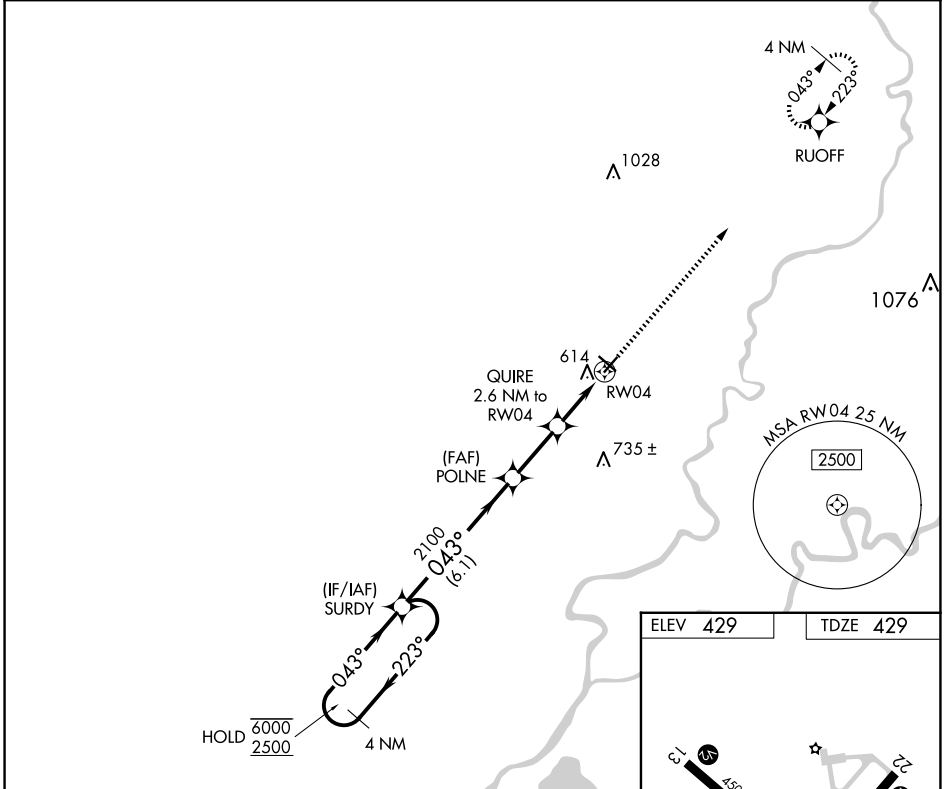 4 NM
043°
223°
RUOFF
1028
1076
614
QUIRE
2.6 NM to
RW04
RW04
MSA RW04 25 NM
2500
735 ±
(FAF)
POLNE
2100
043°
(6.1)
(IF/IAF)
SURDY
043°
223°
HOLD 6000
2500
4 NM
ELEV 429
TDZE 429
13
V5
450
22